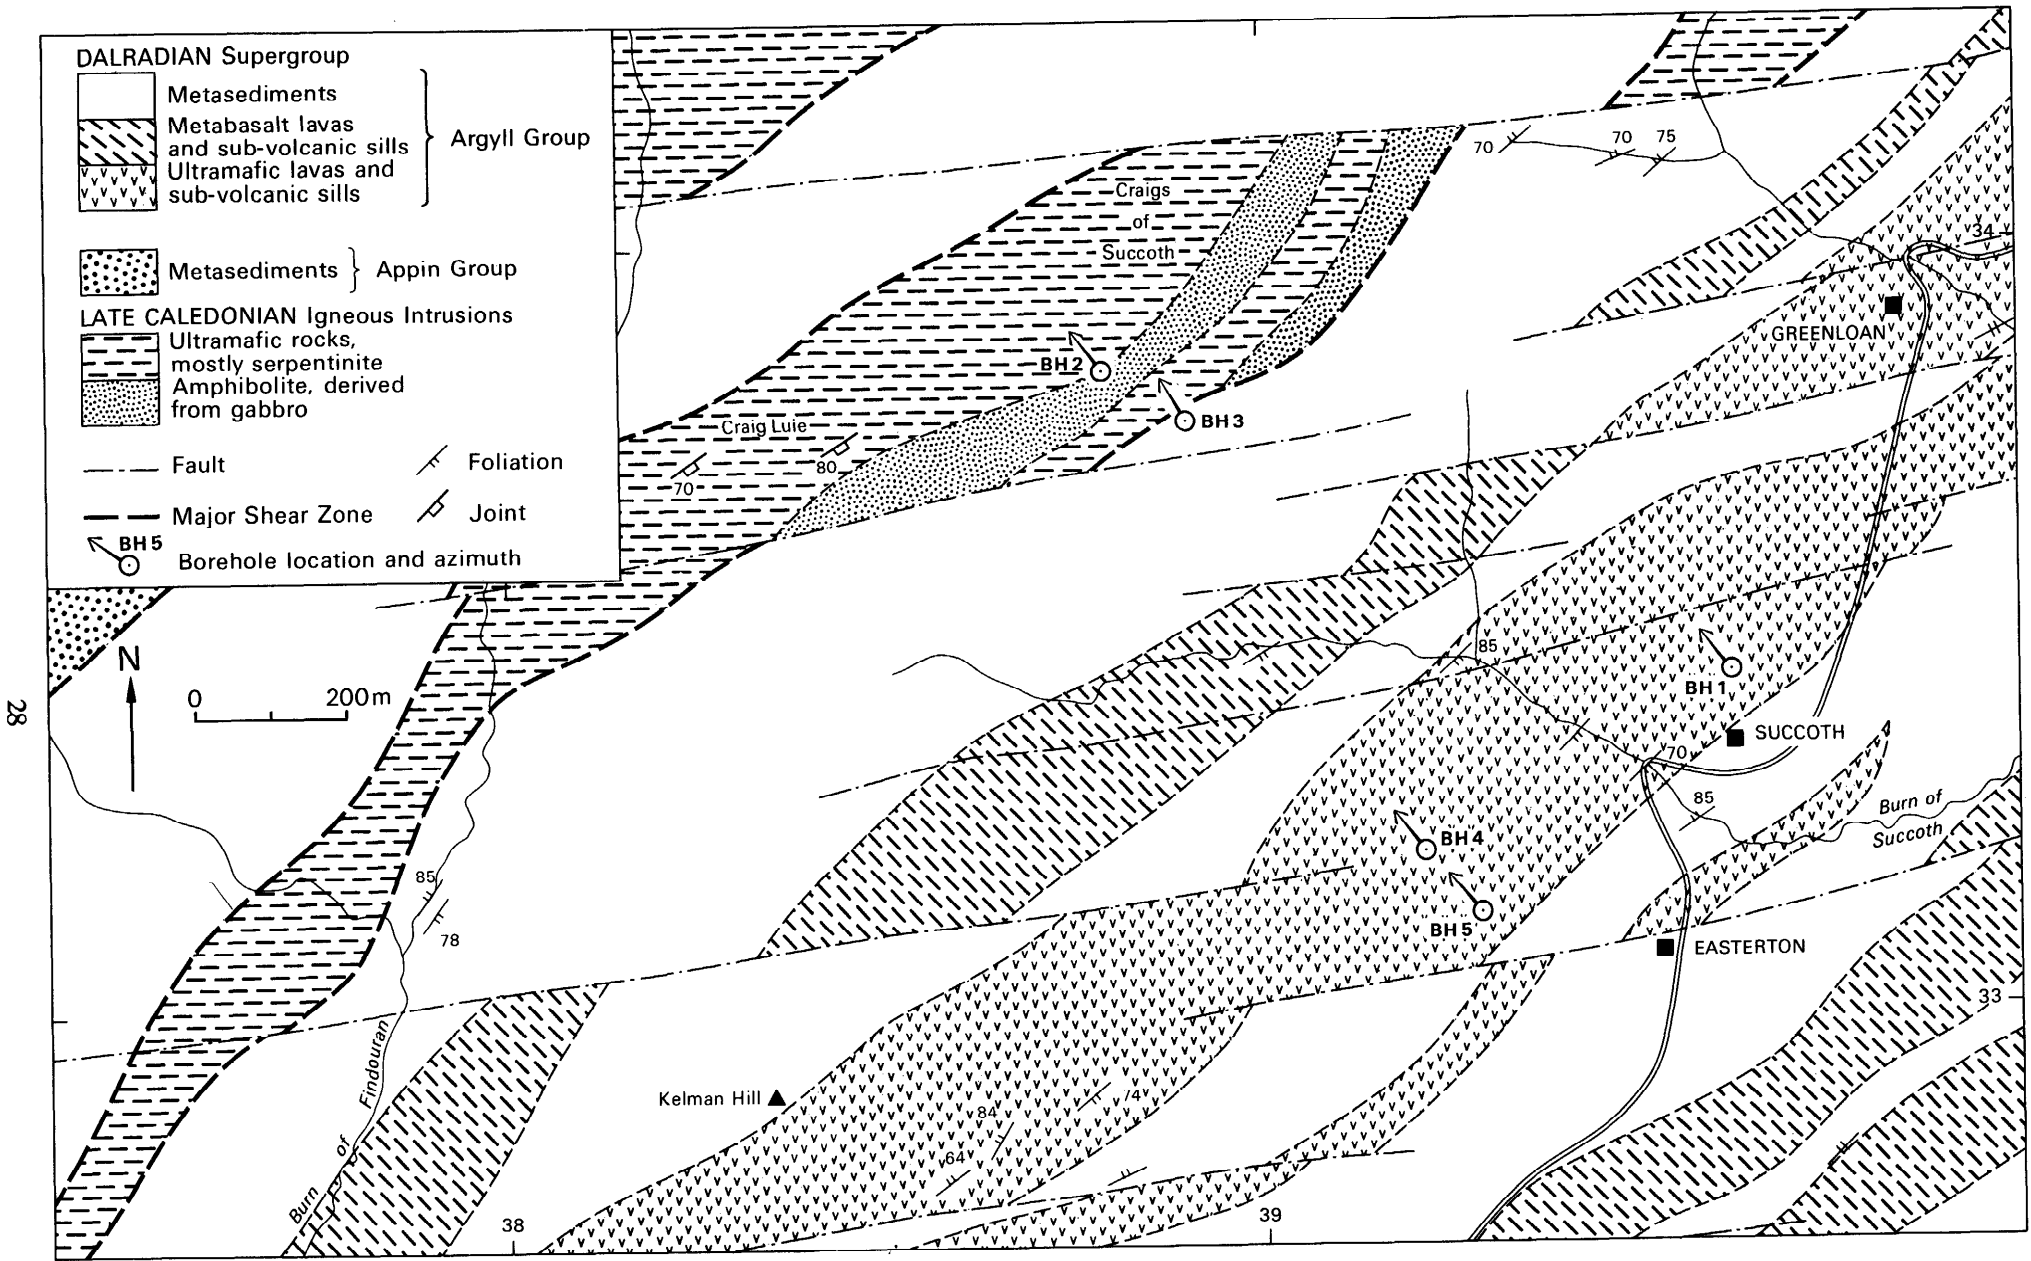 DALRADIAN Supergroup
Metasediments
Metabasalt lavas
and sub-volcanic sills
Ultramafic lavas and
sub-volcanic sills
Argyll Group
Metasediments } Appin Group
LATE CALEDONIAN Igneous Intrusions
Ultramafic rocks,
mostly serpentinite
Amphibolite, derived
from gabbro
Fault
Foliation
Major Shear Zone
Joint
BH5
Borehole location and azimuth
N
0 200m
28
Craigs
of
Succoth
70
70
75
34
GREENLOAN
BH2
BH3
Craig Luie
80
70
85
BH1
SUCCOTH
70
85
Burn of
Succoth
BH4
BH5
EASTERTON
85
78
33
Burn of Findouran
Kelman Hill
84
74
64
38
39